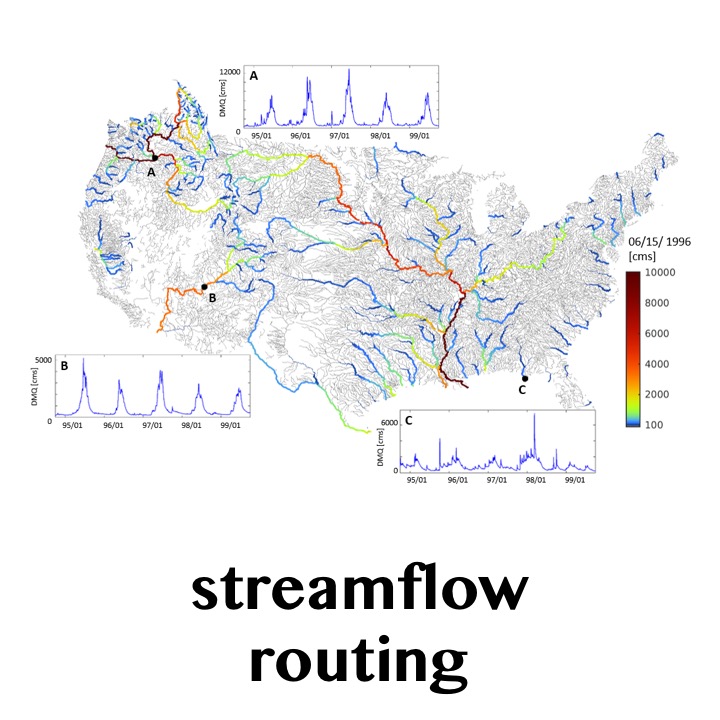 A
12000
DMQ [cms]
0
95/01 96/01 97/01 98/01 99/01
A
B
C
06/15/ 1996
[cms]
10000
8000
6000
4000
2000
100
B
5000
DMQ [cms]
0
95/01 96/01 97/01 98/01 99/01
C
6000
DMQ [cms]
0
95/01 96/01 97/01 98/01 99/01
streamflow
routing